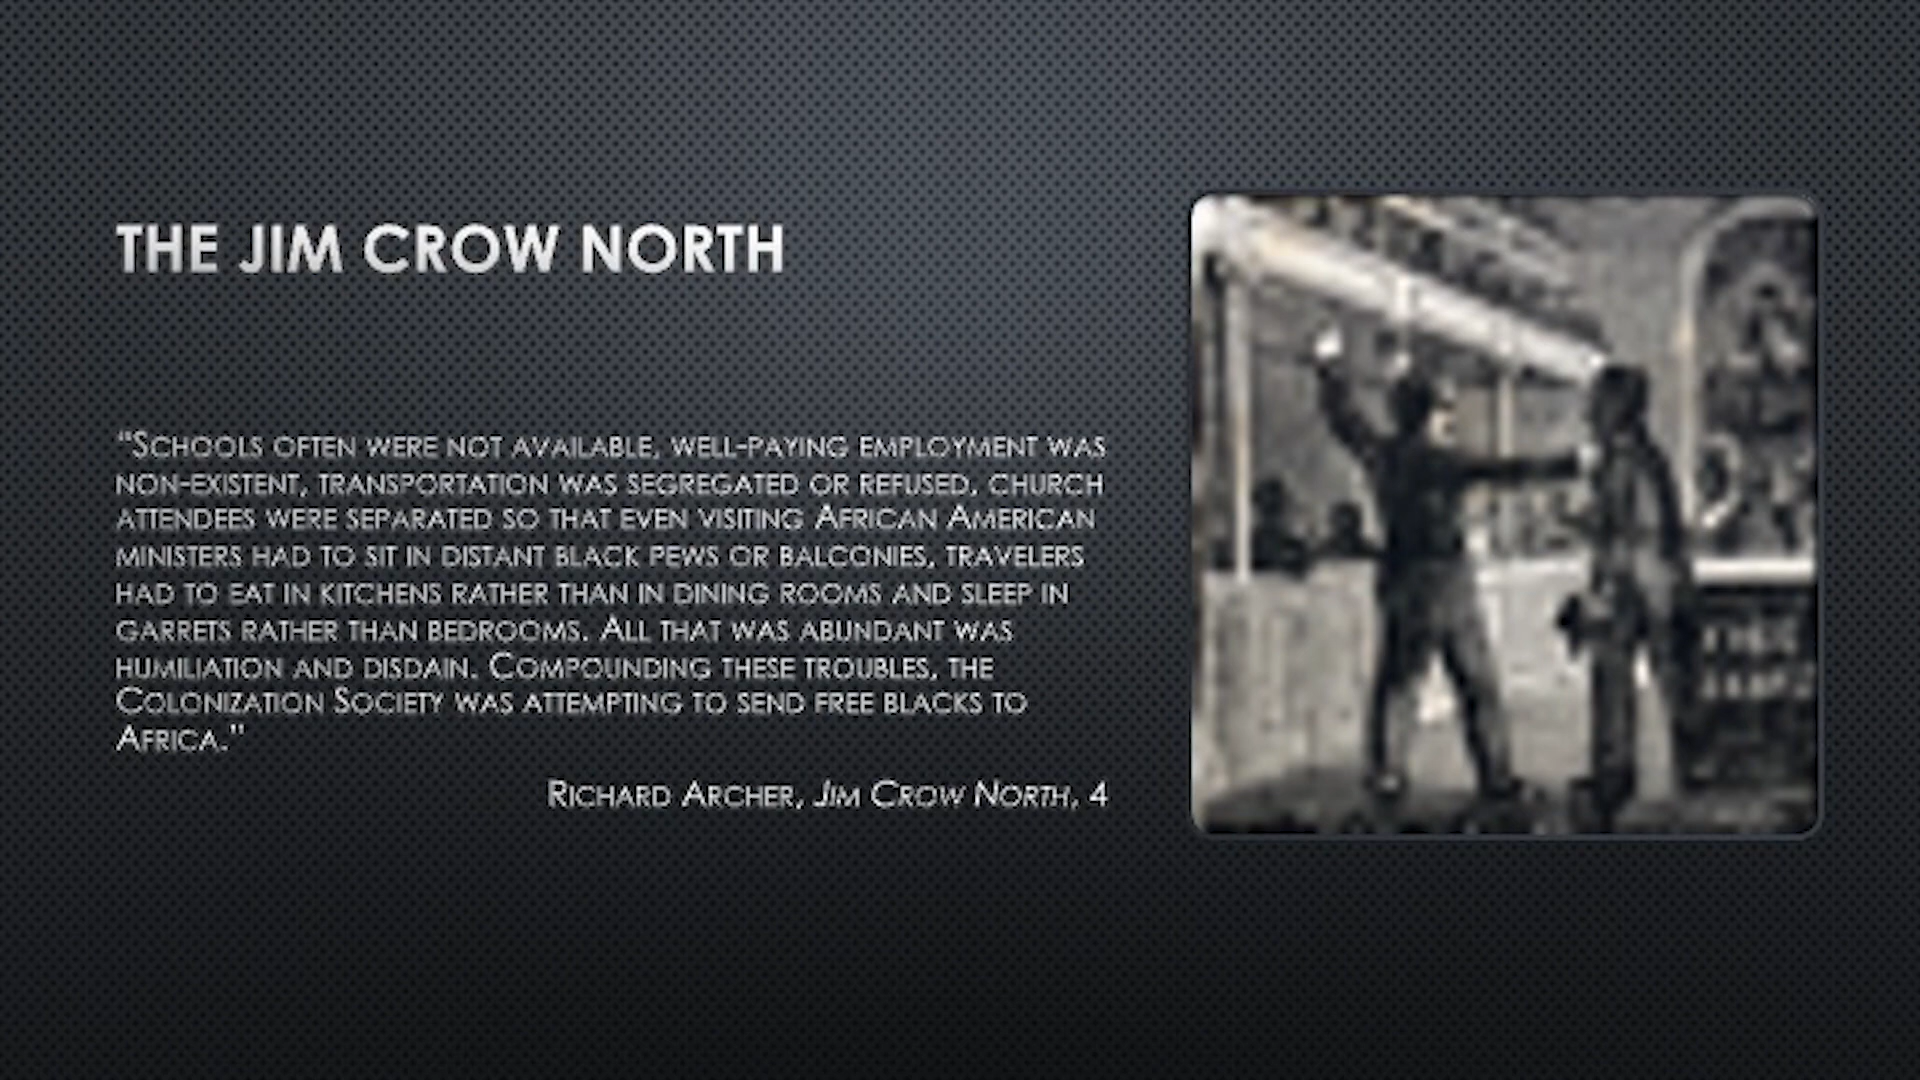 THE JIM CROW NORTH
“SCHOOLS OFTEN WERE NOT AVAILABLE, WELL-PAYING EMPLOYMENT WAS
NON-EXISTENT, TRANSPORTATION WAS SEGREGATED OR REFUSED, CHURCH
ATTENDEES WERE SEPARATED SO THAT EVEN VISITING AFRICAN AMERICAN
MINISTERS HAD TO SIT IN DISTANT BLACK PEWS OR BALCONIES, TRAVELERS
HAD TO EAT IN KITCHENS RATHER THAN IN DINING ROOMS AND SLEEP IN
GARRETS RATHER THAN BEDROOMS. ALL THAT WAS ABUNDANT WAS
HUMILIATION AND DISDAIN. COMPOUNDING THESE TROUBLES, THE
COLONIZATION SOCIETY WAS ATTEMPTING TO SEND FREE BLACKS TO
AFRICA.”
RICHARD ARCHER, JIM CROW NORTH, 4